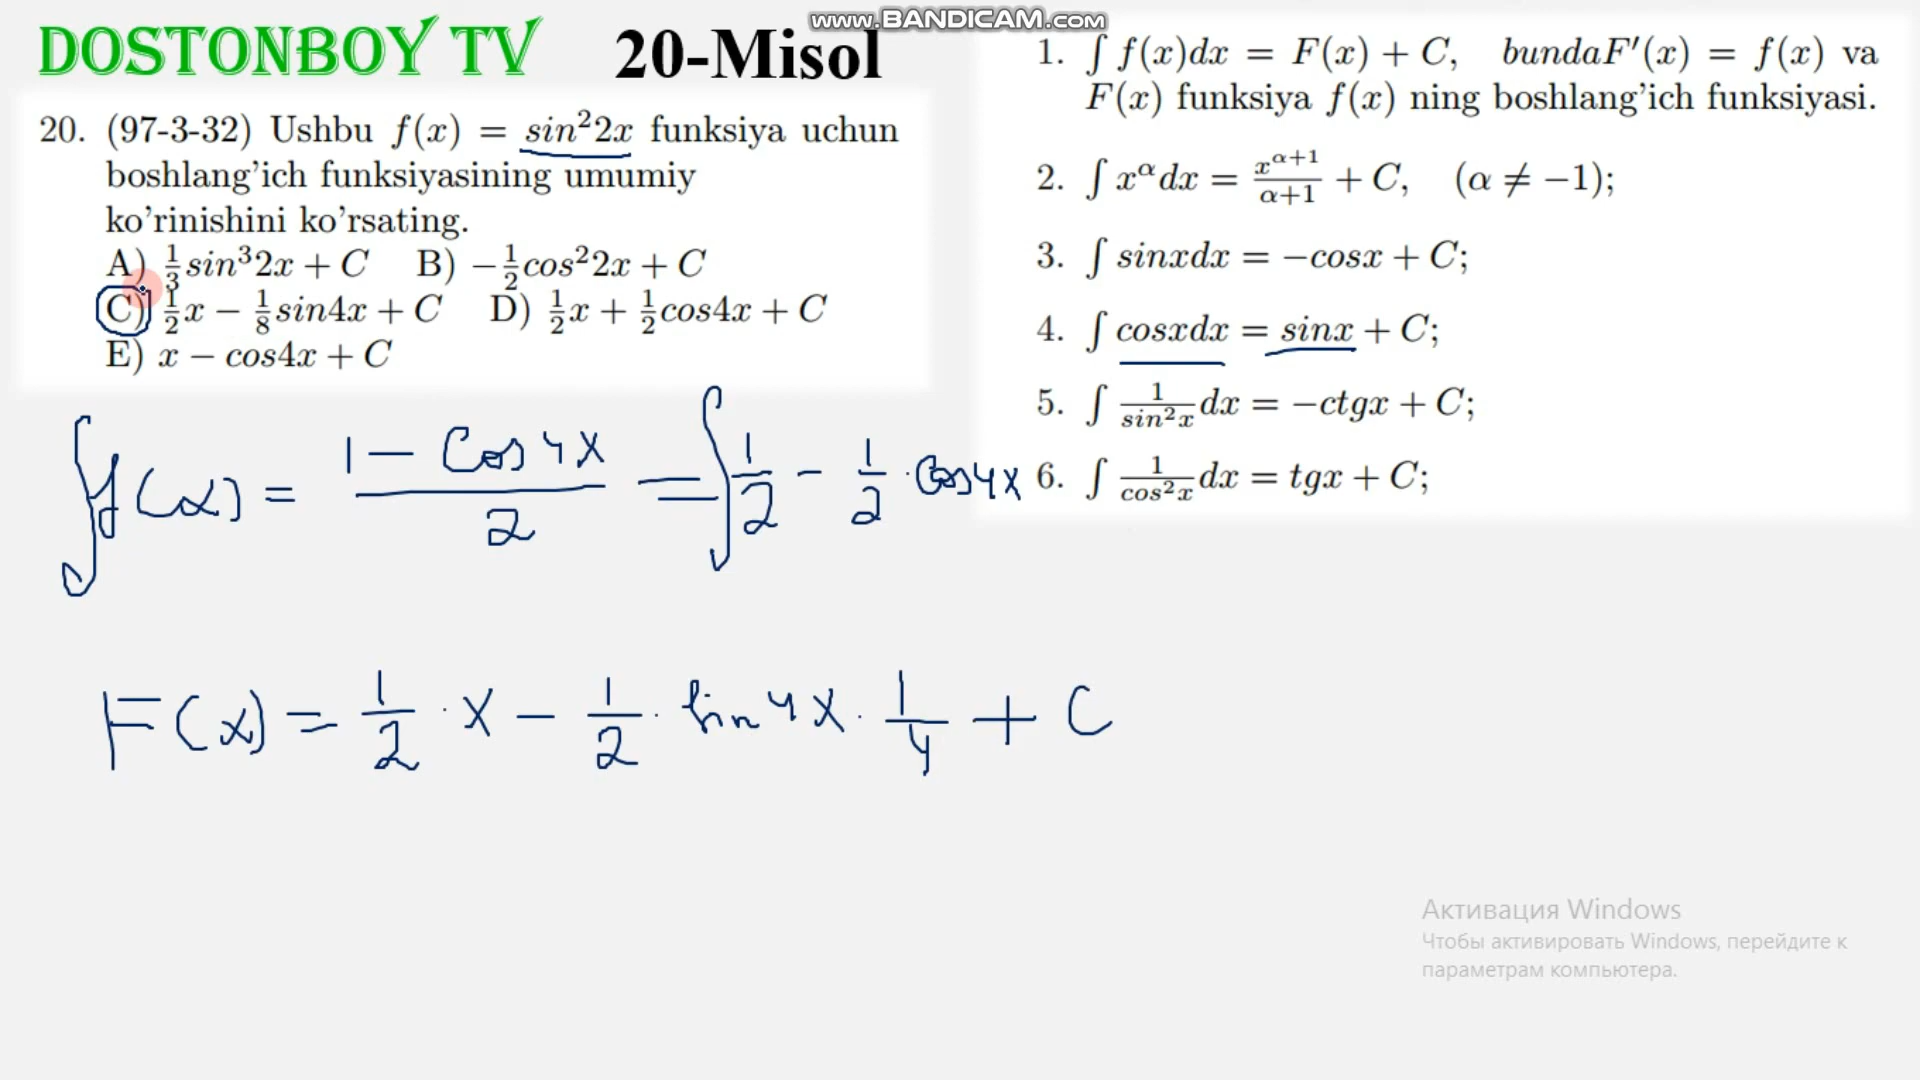 www.BANDICAM.com
DOSTONBOY TV
20-Misol
20. (97-3-32) Ushbu f(x) = sin²2x funksiya uchun
boshlang’ich funksiyasining umumiy
ko’rinishini ko’rsating.
A) 1/3 sin³2x + C B) −1/2 cos²2x + C
C) 1/2 x − 1/8 sin4x + C D) 1/2 x + 1/2 cos4x + C
E) x − cos4x + C
1. ∫ f(x)dx = F(x) + C, bundaF′(x) = f(x) va
F(x) funksiya f(x) ning boshlang’ich funksiyasi.
2. ∫ x^α dx = x^(α+1)/(α+1) + C, (α ≠ −1);
3. ∫ sinxdx = −cosx + C;
4. ∫ cosxdx = sinx + C;
5. ∫ 1/sin²x dx = −ctgx + C;
6. ∫ 1/cos²x dx = tgx + C;
∫ f(x) = (1 − Cos4x)/2 = ∫ 1/2 − 1/2 · Cos4x
F(x) = 1/2 · x − 1/2 · sin4x · 1/4 + C
Активация Windows
Чтобы активировать Windows, перейдите к
параметрам компьютера.